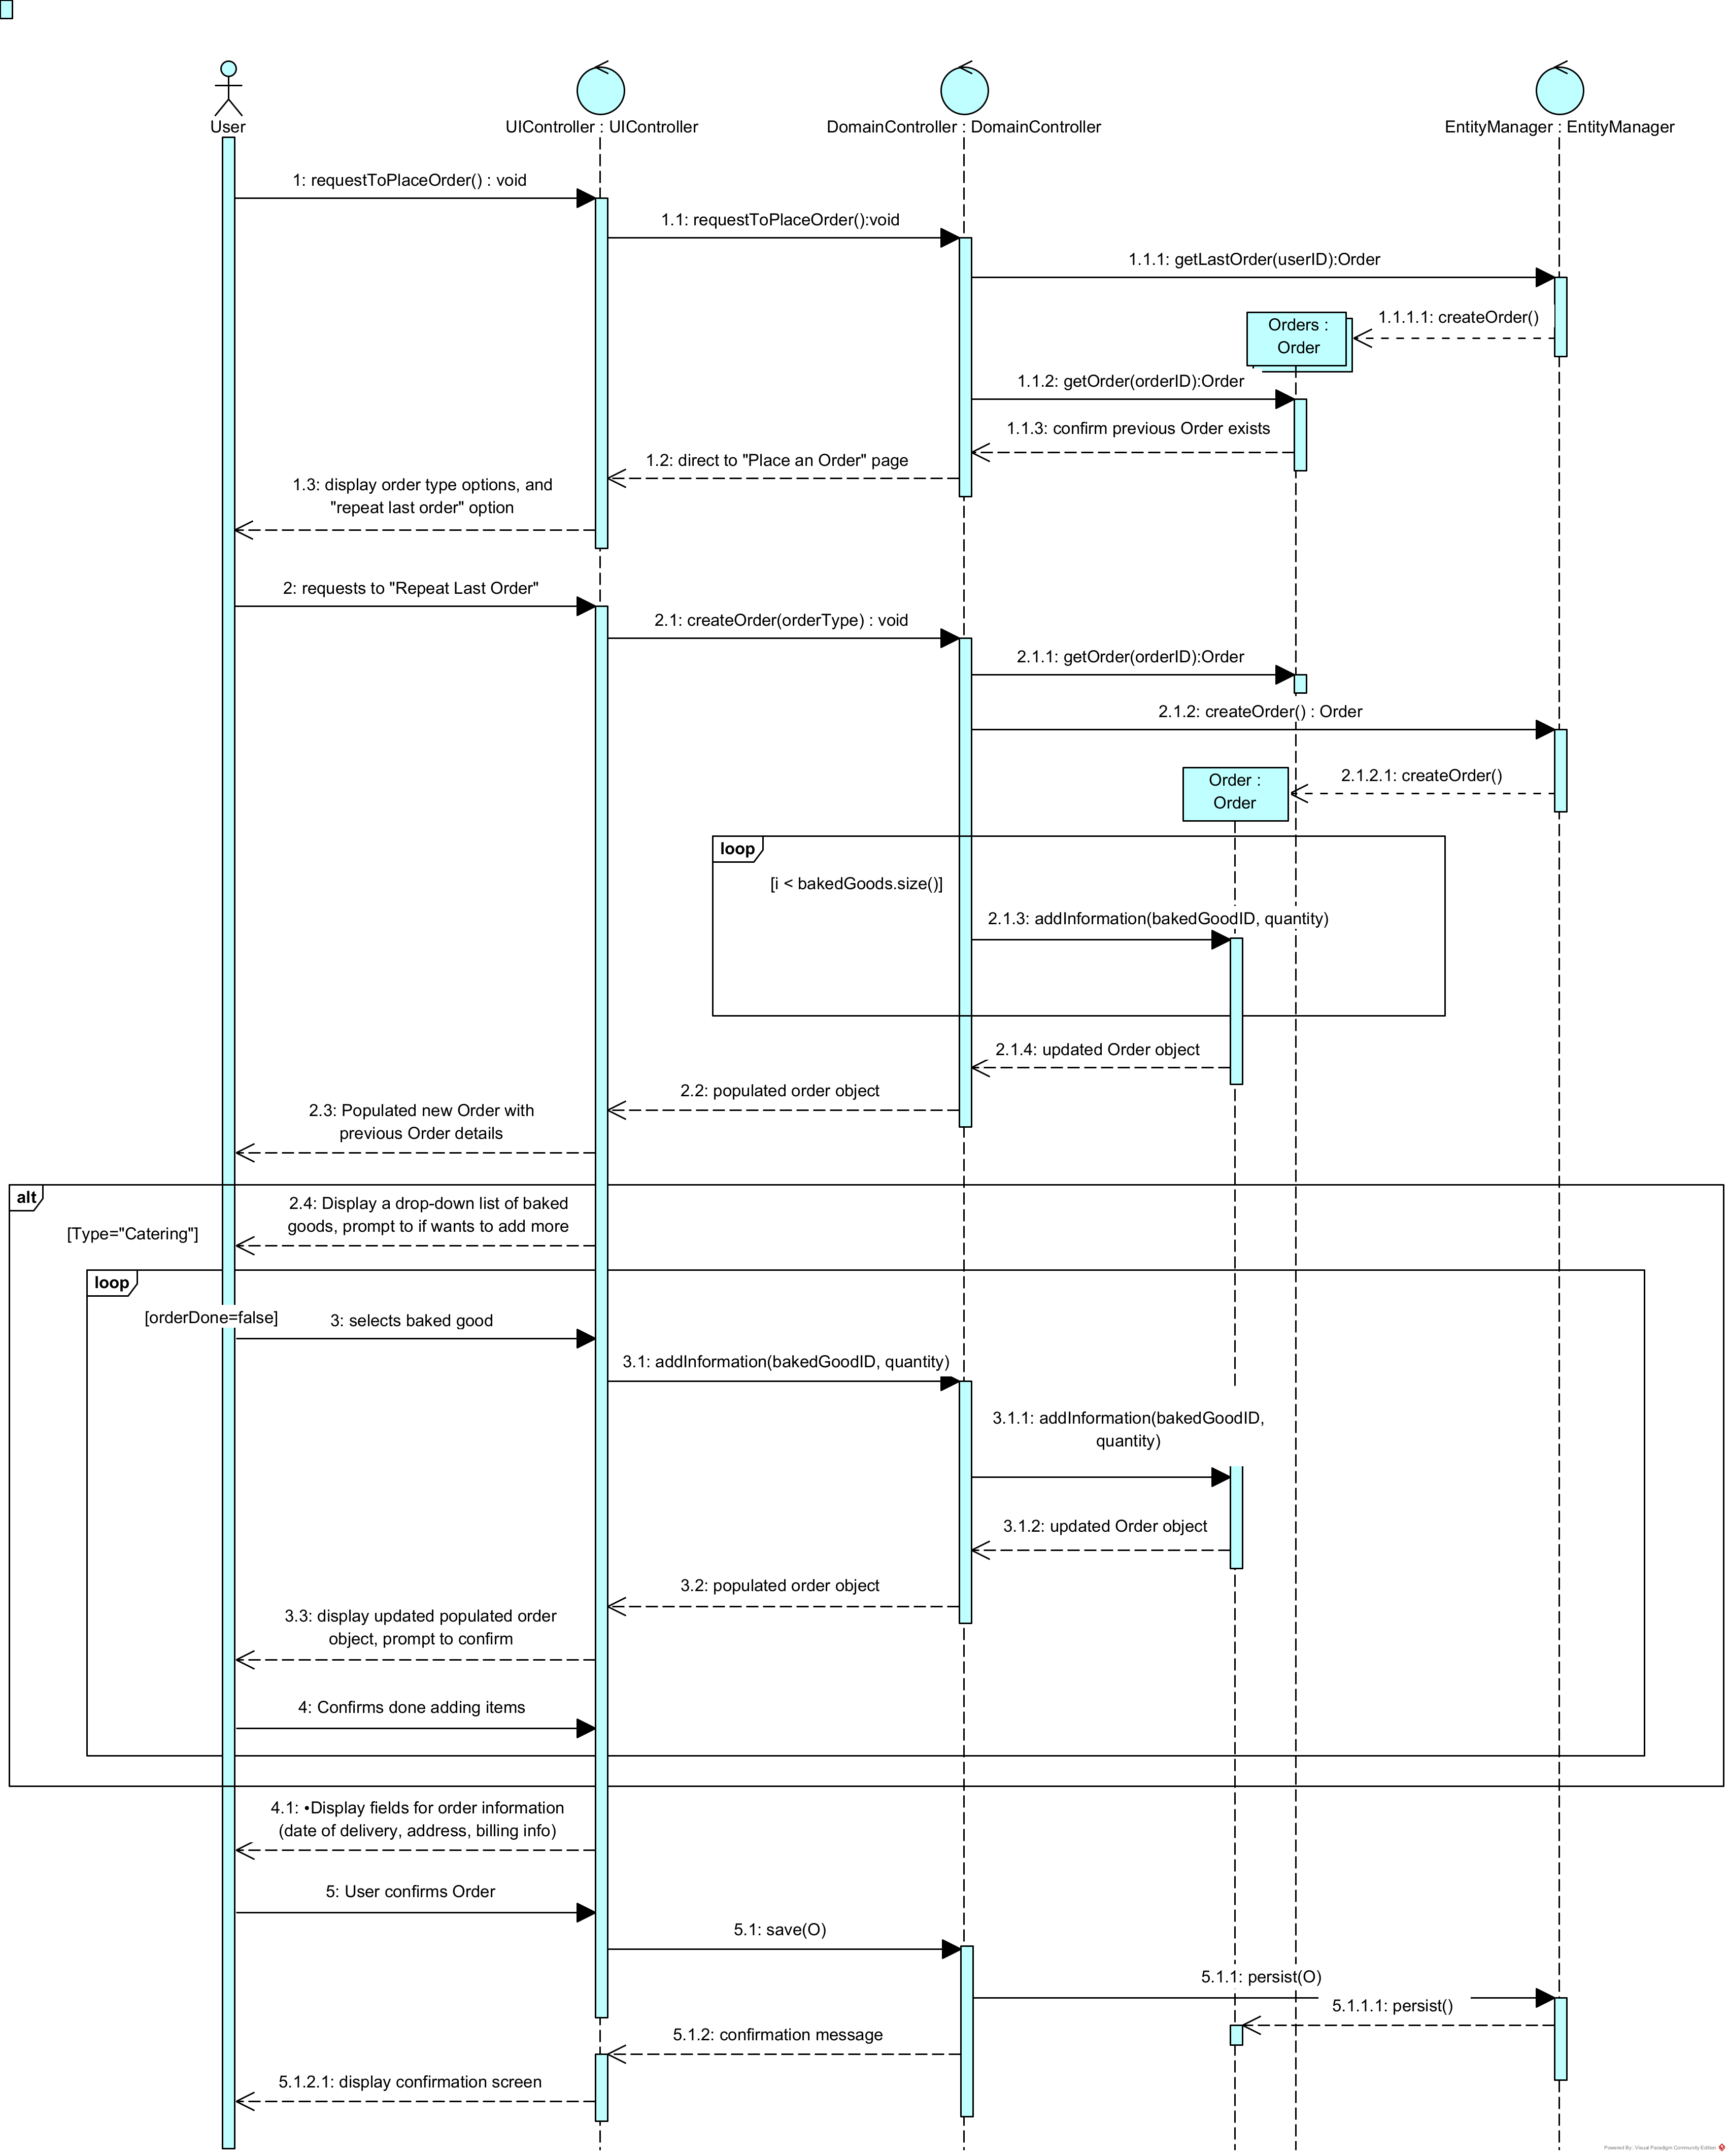 User
UIController : UIController
DomainController : DomainController
EntityManager : EntityManager
1: requestToPlaceOrder() : void
1.1: requestToPlaceOrder():void
1.1.1: getLastOrder(userID):Order
1.1.1.1: createOrder()
Orders :
Order
1.1.2: getOrder(orderID):Order
1.1.3: confirm previous Order exists
1.2: direct to "Place an Order" page
1.3: display order type options, and
"repeat last order" option
2: requests to "Repeat Last Order"
2.1: createOrder(orderType) : void
2.1.1: getOrder(orderID):Order
2.1.2: createOrder() : Order
2.1.2.1: createOrder()
Order :
Order
loop
[i < bakedGoods.size()]
2.1.3: addInformation(bakedGoodID, quantity)
2.1.4: updated Order object
2.2: populated order object
2.3: Populated new Order with
previous Order details
alt
[Type="Catering"]
2.4: Display a drop-down list of baked
goods, prompt to if wants to add more
loop
[orderDone=false]
3: selects baked good
3.1: addInformation(bakedGoodID, quantity)
3.1.1: addInformation(bakedGoodID,
quantity)
3.1.2: updated Order object
3.2: populated order object
3.3: display updated populated order
object, prompt to confirm
4: Confirms done adding items
4.1: •Display fields for order information
(date of delivery, address, billing info)
5: User confirms Order
5.1: save(O)
5.1.1: persist(O)
5.1.1.1: persist()
5.1.2: confirmation message
5.1.2.1: display confirmation screen
Powered By: Visual Paradigm Community Edition